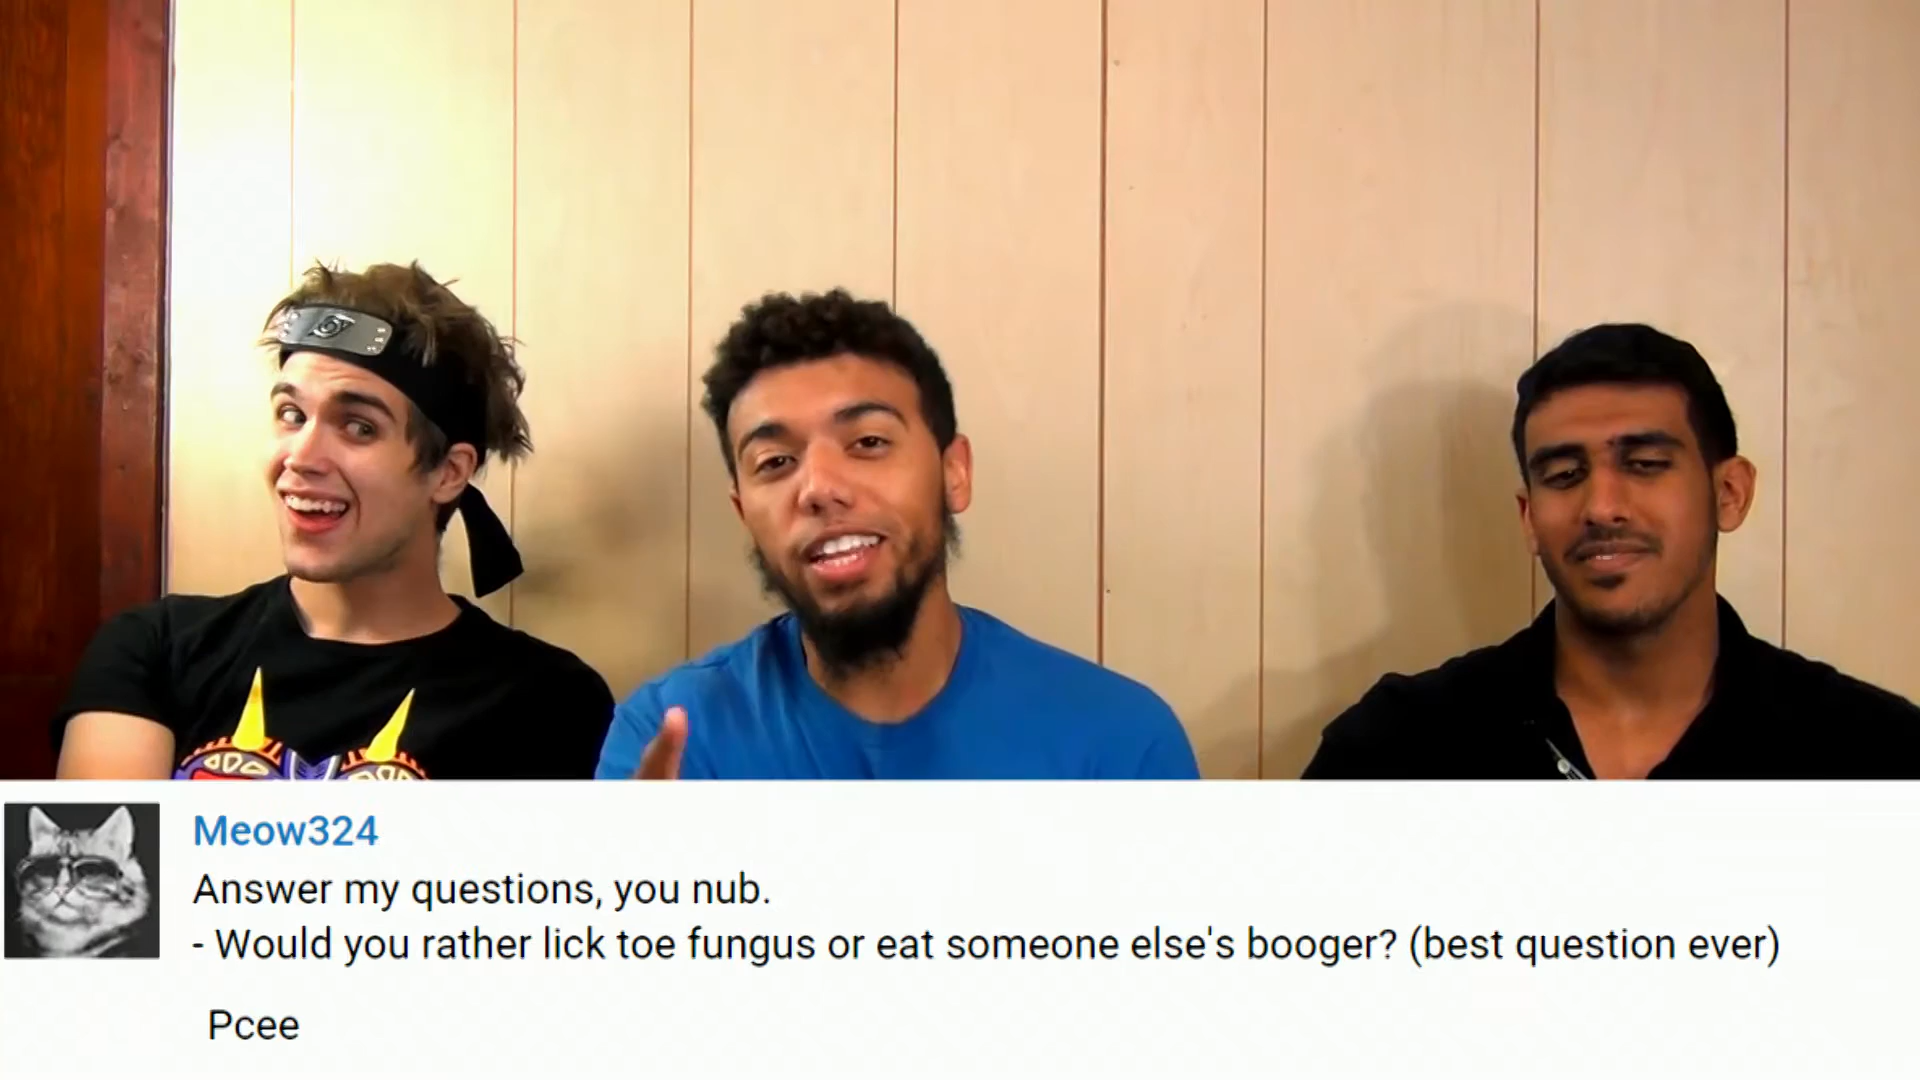 Meow324
Answer my questions, you nub.
- Would you rather lick toe fungus or eat someone else's booger? (best question ever)
Pcee